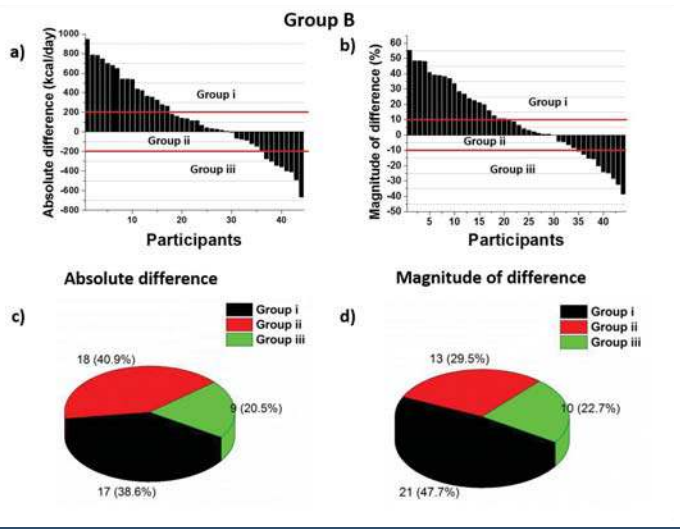 Group B
a)
Absolute difference (kcal/day)
1000
800
600
400
200
0
-200
-400
-600
-800
Group i
Group ii
Group iii
10
20
30
40
Participants
b)
Magnitude of difference (%)
60
50
40
30
20
10
0
-10
-20
-30
-40
-50
Group i
Group ii
Group iii
5
10
15
20
25
30
35
40
Participants
Absolute difference
c)
Group i
Group ii
Group iii
18 (40.9%)
9 (20.5%)
17 (38.6%)
Magnitude of difference
d)
Group i
Group ii
Group iii
13 (29.5%)
10 (22.7%)
21 (47.7%)